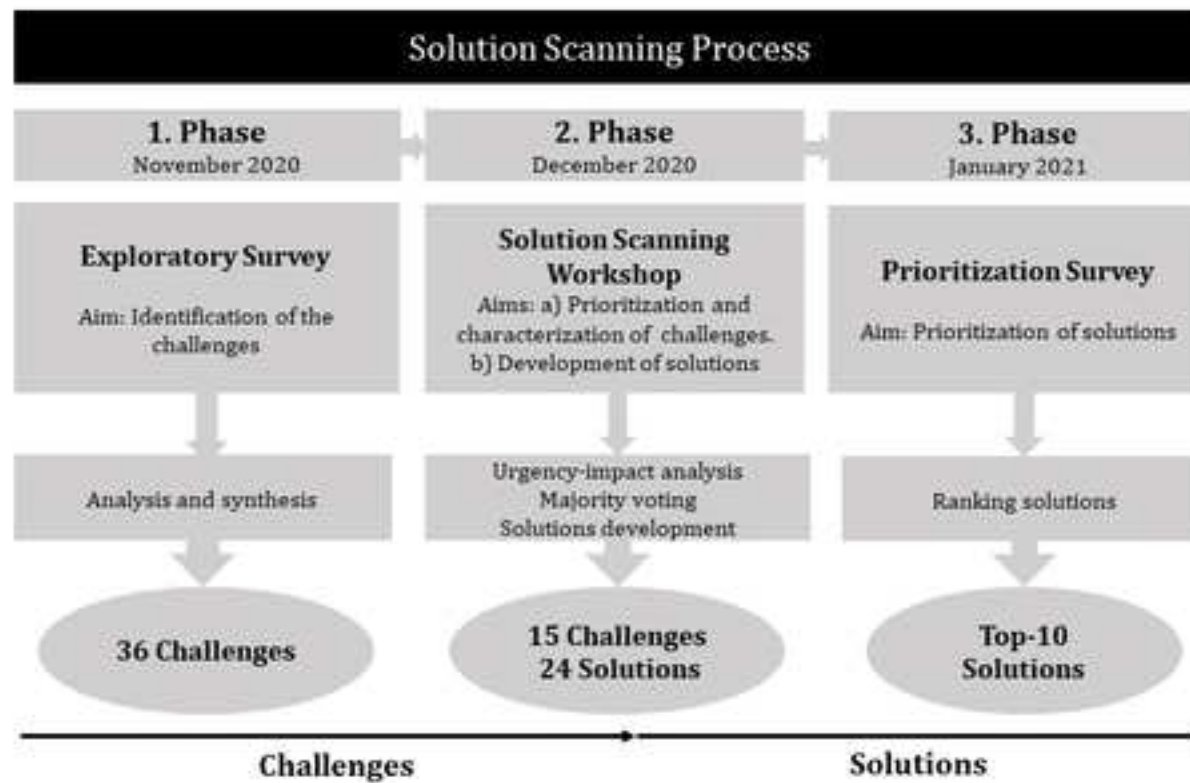 Solution Scanning Process
1. Phase
November 2020
2. Phase
December 2020
3. Phase
January 2021
Exploratory Survey
Aim: Identification of the
challenges
Solution Scanning
Workshop
Aims: a) Prioritization and
characterization of challenges.
b) Development of solutions
Prioritization Survey
Aim: Prioritization of solutions
Analysis and synthesis
Urgency-impact analysis
Majority voting
Solutions development
Ranking solutions
36 Challenges
15 Challenges
24 Solutions
Top-10
Solutions
Challenges
Solutions